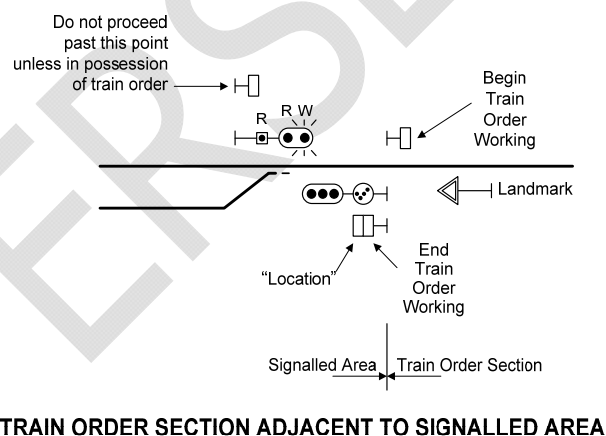 Do not proceed
past this point
unless in possession
of train order
R
R W
Begin
Train
Order
Working
Landmark
"Location"
End
Train
Order
Working
Signalled Area
Train Order Section
TRAIN ORDER SECTION ADJACENT TO SIGNALLED AREA